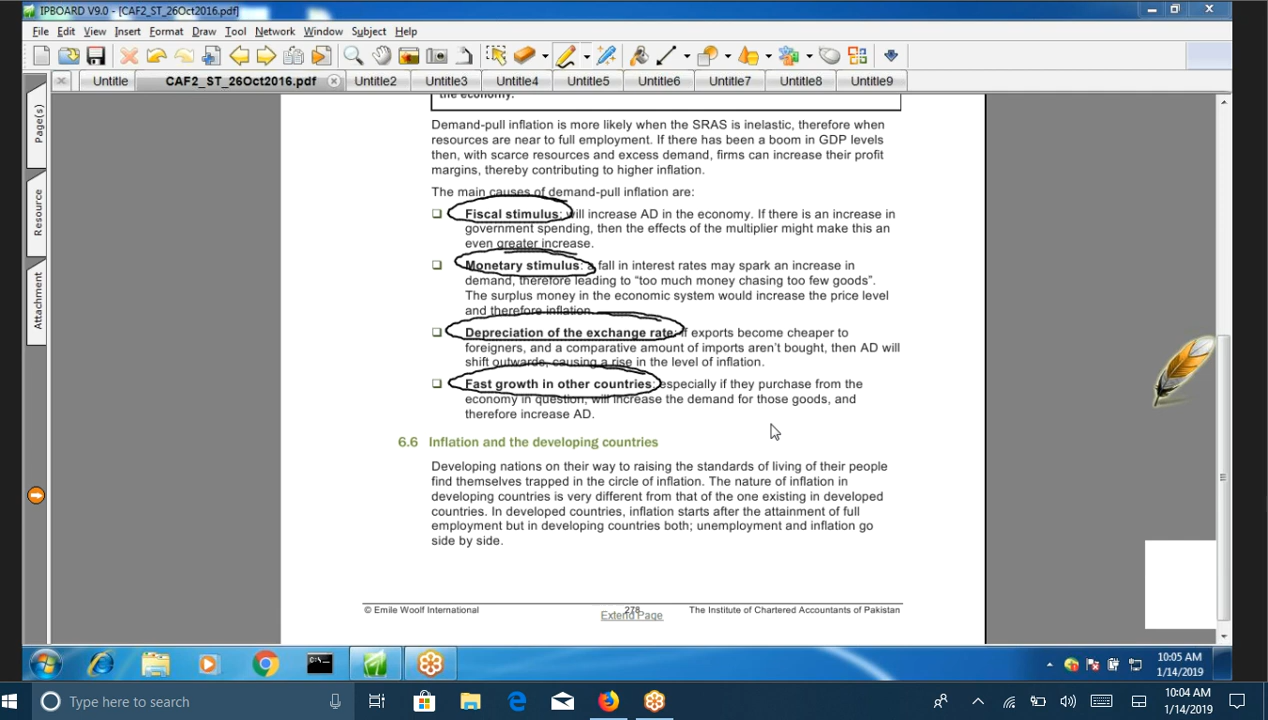 IPBOARD V9.0 - [CAF2_ST_26Oct2016.pdf]
File Edit View Insert Format Draw Tool Network Window Subject Help
Untitle CAF2_ST_26Oct2016.pdf Untitle2 Untitle3 Untitle4 Untitle5 Untitle6 Untitle7 Untitle8 Untitle9
Page(s)
Resource
Attachment
the economy.
Demand-pull inflation is more likely when the SRAS is inelastic, therefore when
resources are near to full employment. If there has been a boom in GDP levels
then, with scarce resources and excess demand, firms can increase their profit
margins, thereby contributing to higher inflation.
The main causes of demand-pull inflation are:
Fiscal stimulus: will increase AD in the economy. If there is an increase in
government spending, then the effects of the multiplier might make this an
even greater increase.
Monetary stimulus: a fall in interest rates may spark an increase in
demand, therefore leading to “too much money chasing too few goods”.
The surplus money in the economic system would increase the price level
and therefore inflation.
Depreciation of the exchange rate: if exports become cheaper to
foreigners, and a comparative amount of imports aren’t bought, then AD will
shift outwards, causing a rise in the level of inflation.
Fast growth in other countries: especially if they purchase from the
economy in question, will increase the demand for those goods, and
therefore increase AD.
6.6 Inflation and the developing countries
Developing nations on their way to raising the standards of living of their people
find themselves trapped in the circle of inflation. The nature of inflation in
developing countries is very different from that of the one existing in developed
countries. In developed countries, inflation starts after the attainment of full
employment but in developing countries both; unemployment and inflation go
side by side.
© Emile Woolf International 278 The Institute of Chartered Accountants of Pakistan
Extend Page
10:05 AM
1/14/2019
Type here to search
10:04 AM
1/14/2019